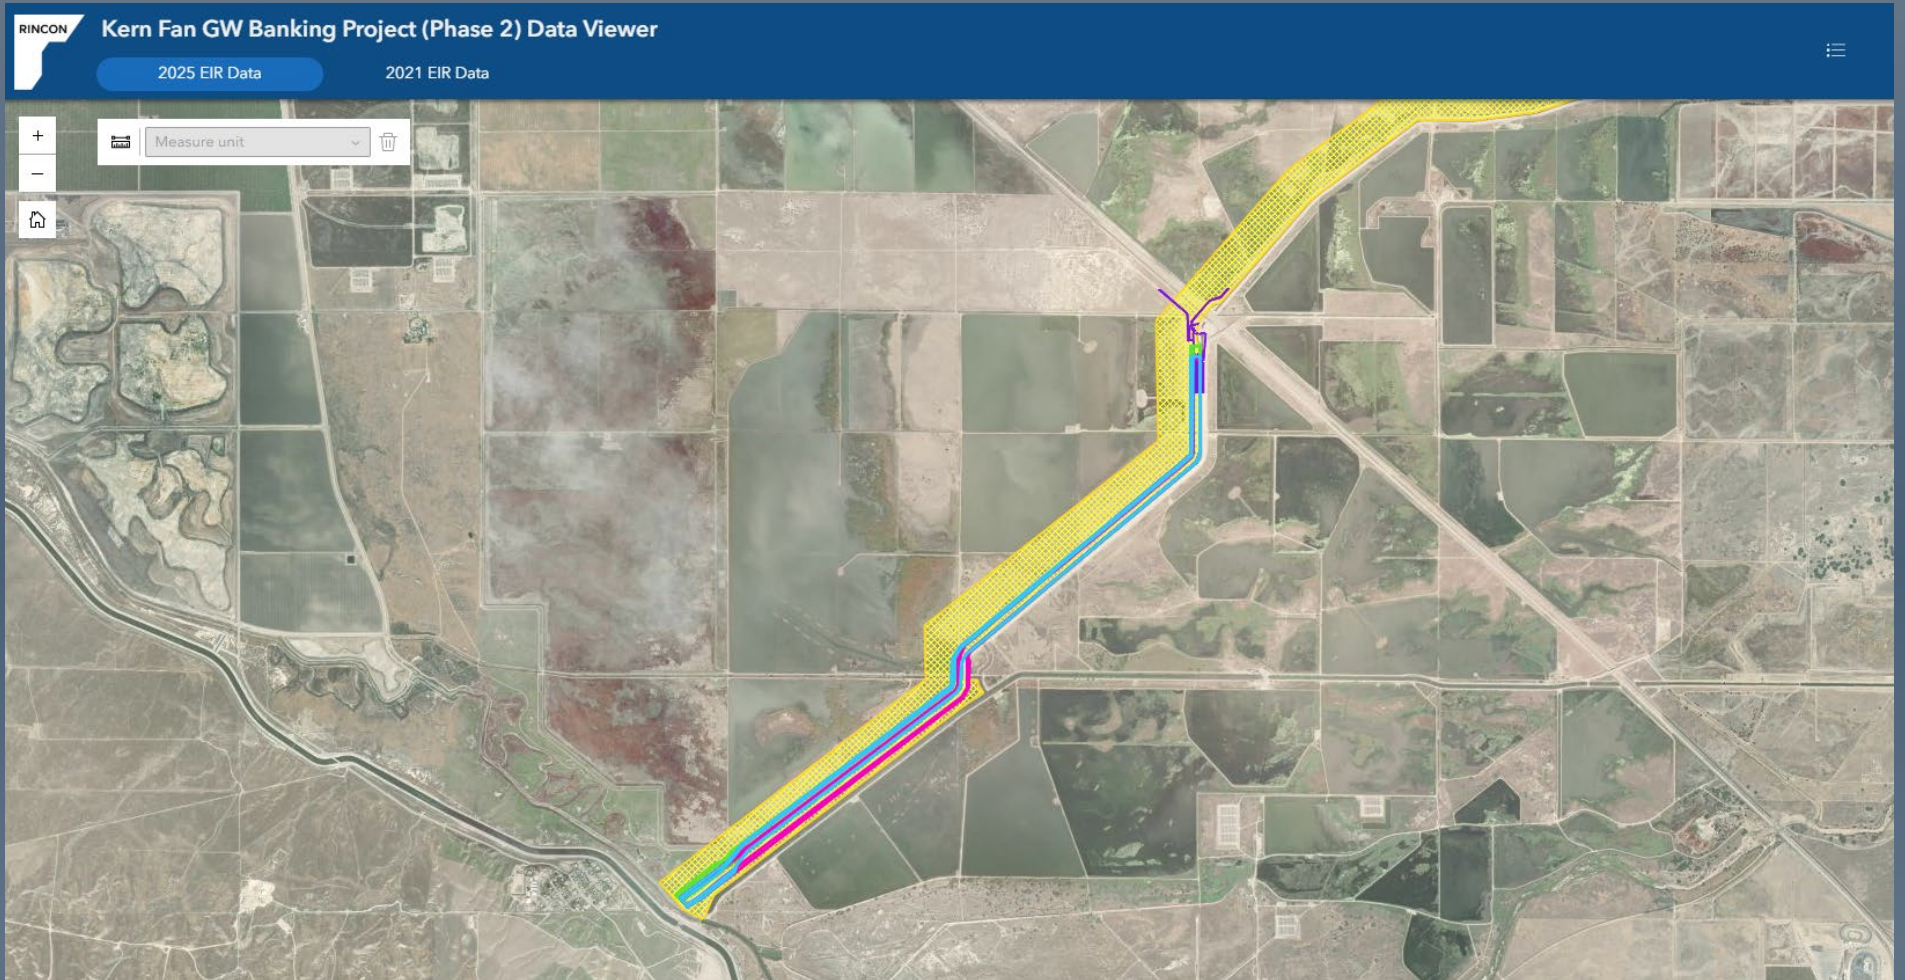 RINCON
Kern Fan GW Banking Project (Phase 2) Data Viewer
2025 EIR Data
2021 EIR Data
Measure unit